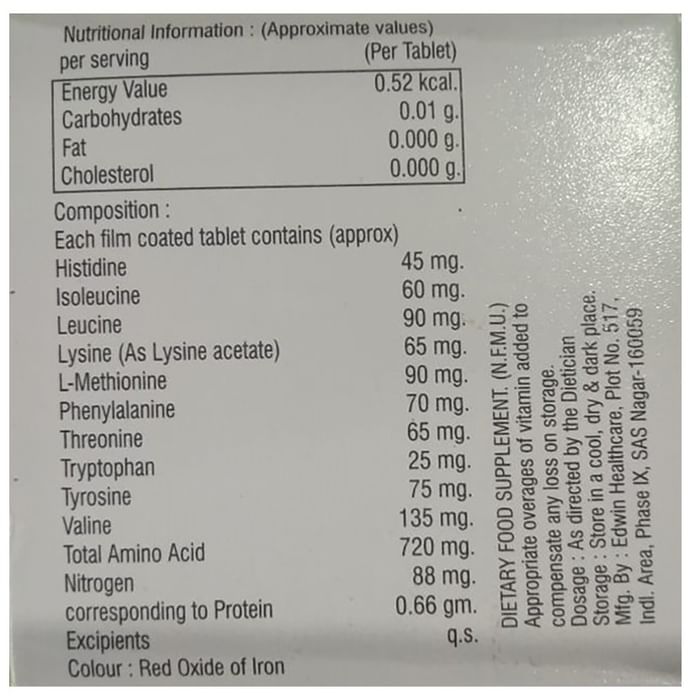 Nutritional Information : (Approximate values)
per serving (Per Tablet)
Energy Value 0.52 kcal.
Carbohydrates 0.01 g.
Fat 0.000 g.
Cholesterol 0.000 g.
Composition :
Each film coated tablet contains (approx)
Histidine 45 mg.
Isoleucine 60 mg.
Leucine 90 mg.
Lysine (As Lysine acetate) 65 mg.
L-Methionine 90 mg.
Phenylalanine 70 mg.
Threonine 65 mg.
Tryptophan 25 mg.
Tyrosine 75 mg.
Valine 135 mg.
Total Amino Acid 720 mg.
Nitrogen 88 mg.
corresponding to Protein 0.66 gm.
Excipients q.s.
Colour : Red Oxide of Iron
DIETARY FOOD SUPPLEMENT. (N.F.M.U.)
Appropriate overages of vitamin added to
compensate any loss on storage.
Dosage : As directed by the Dietician
Storage : Store in a cool, dry & dark place.
Mfg. By : Edwin Healthcare, Plot No. 517,
Indl. Area, Phase IX, SAS Nagar-160059